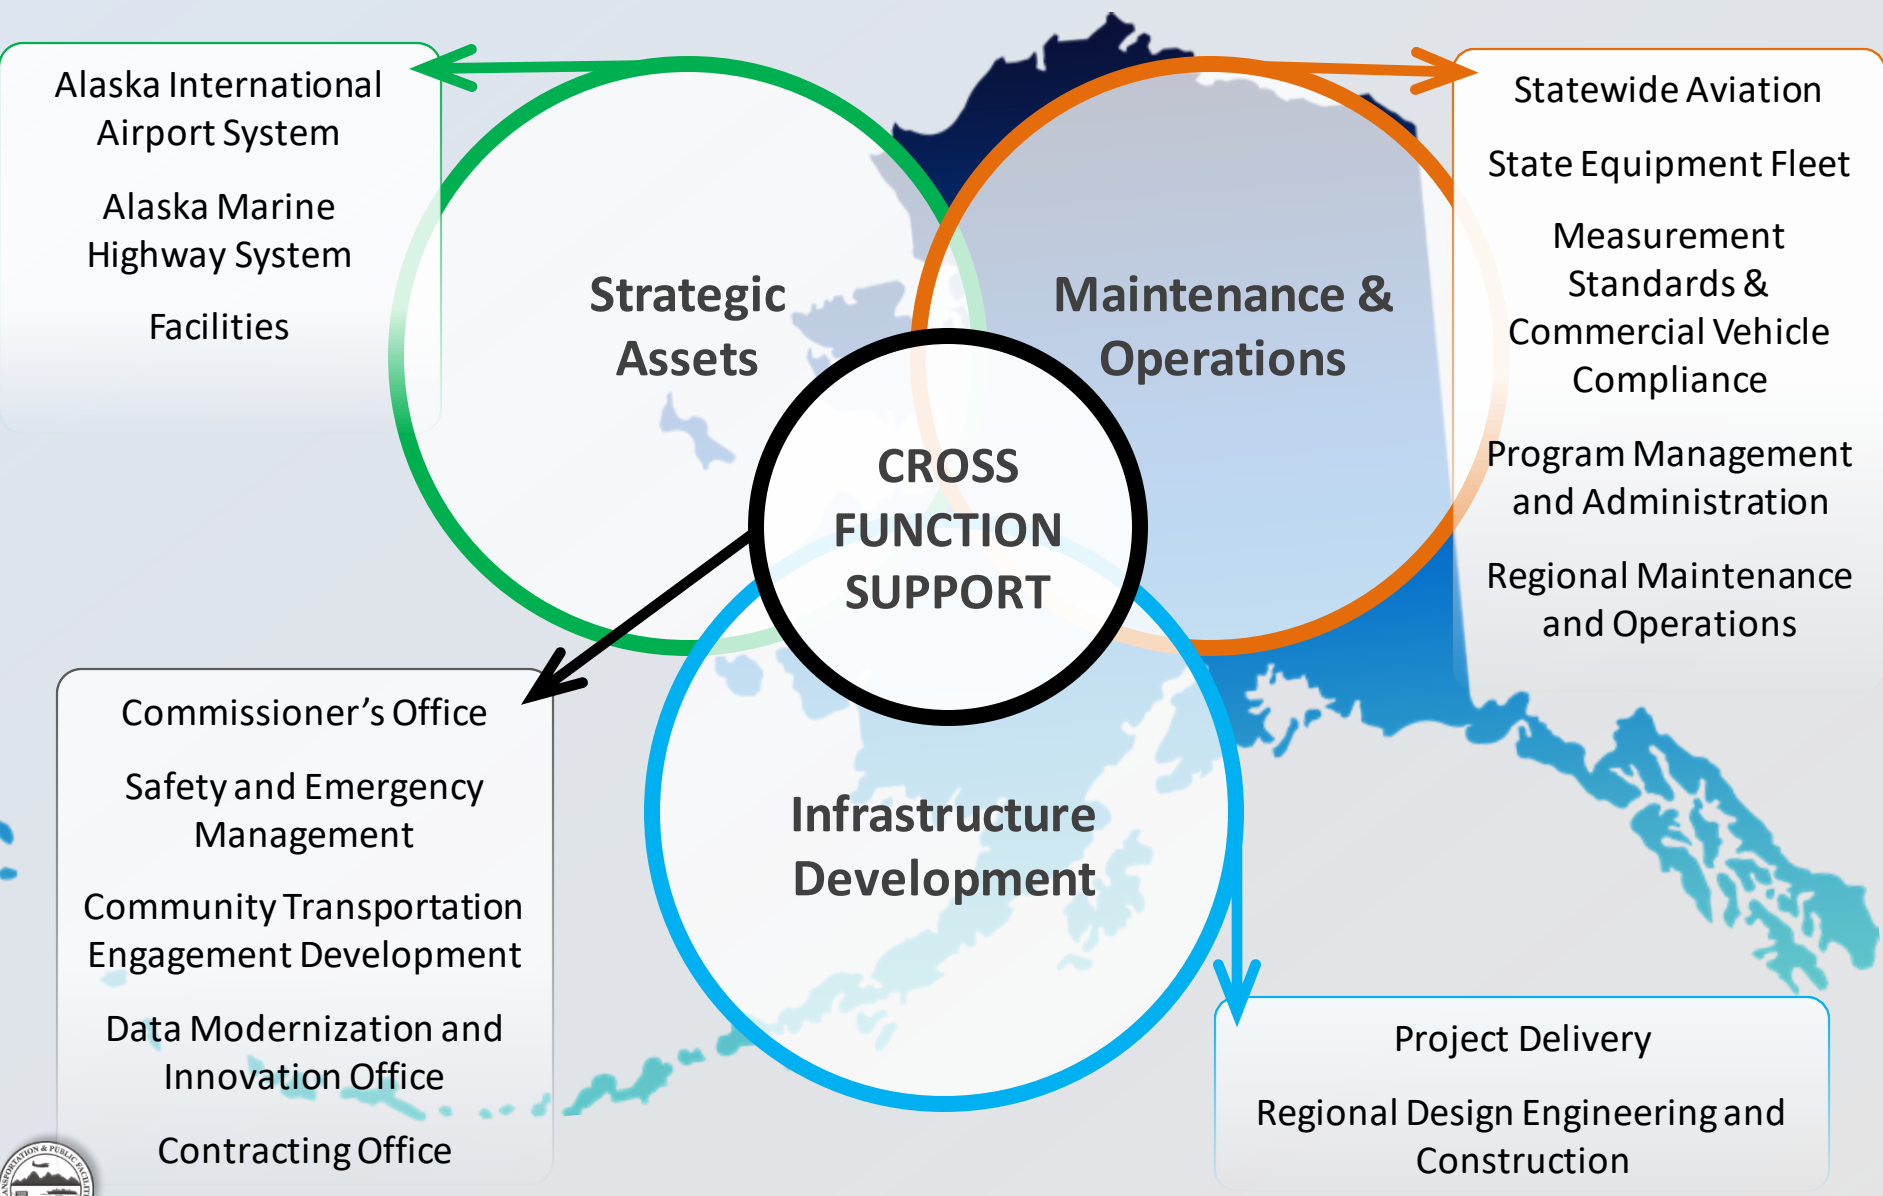 Alaska International
Airport System
Alaska Marine
Highway System
Facilities
Strategic
Assets
Maintenance &
Operations
Statewide Aviation
State Equipment Fleet
Measurement
Standards &
Commercial Vehicle
Compliance
Program Management
and Administration
Regional Maintenance
and Operations
CROSS
FUNCTION
SUPPORT
Commissioner’s Office
Safety and Emergency
Management
Community Transportation
Engagement Development
Data Modernization and
Innovation Office
Contracting Office
Infrastructure
Development
Project Delivery
Regional Design Engineering and
Construction